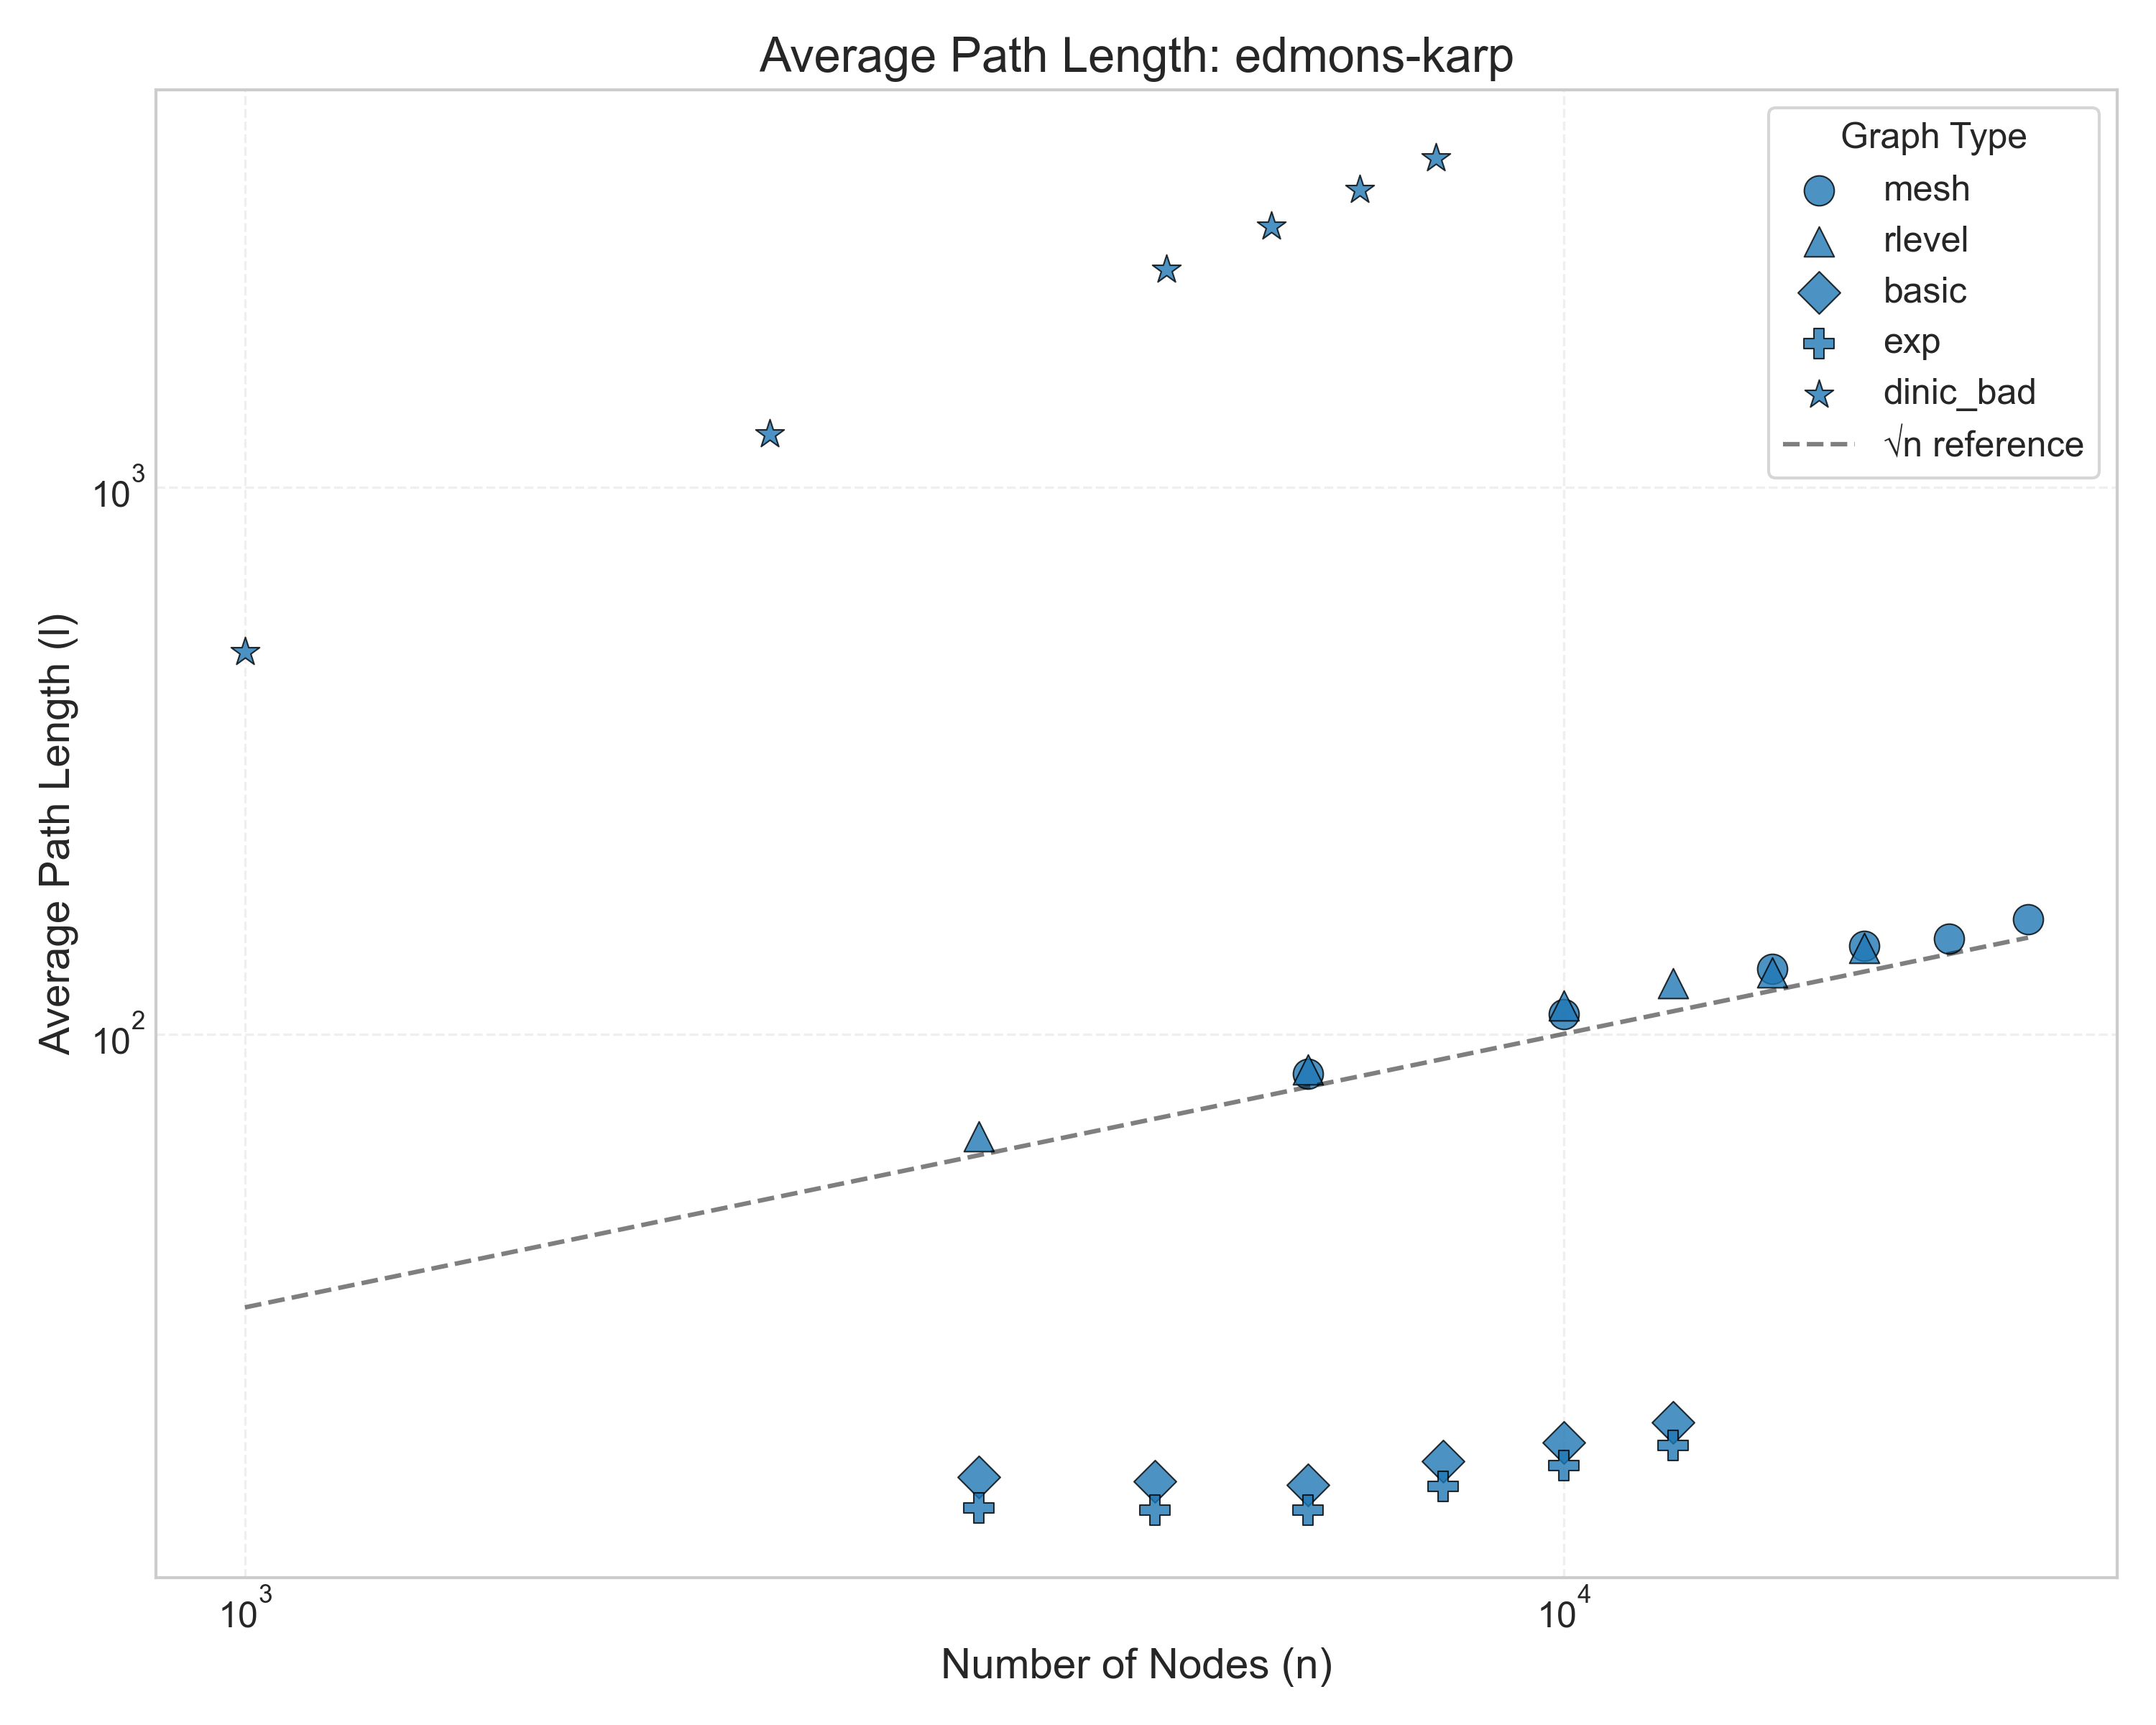 Average Path Length: edmons-karp
Graph Type
mesh
rlevel
basic
exp
dinic_bad
√n reference
Average Path Length (l)
10³
10²
10³
10⁴
Number of Nodes (n)